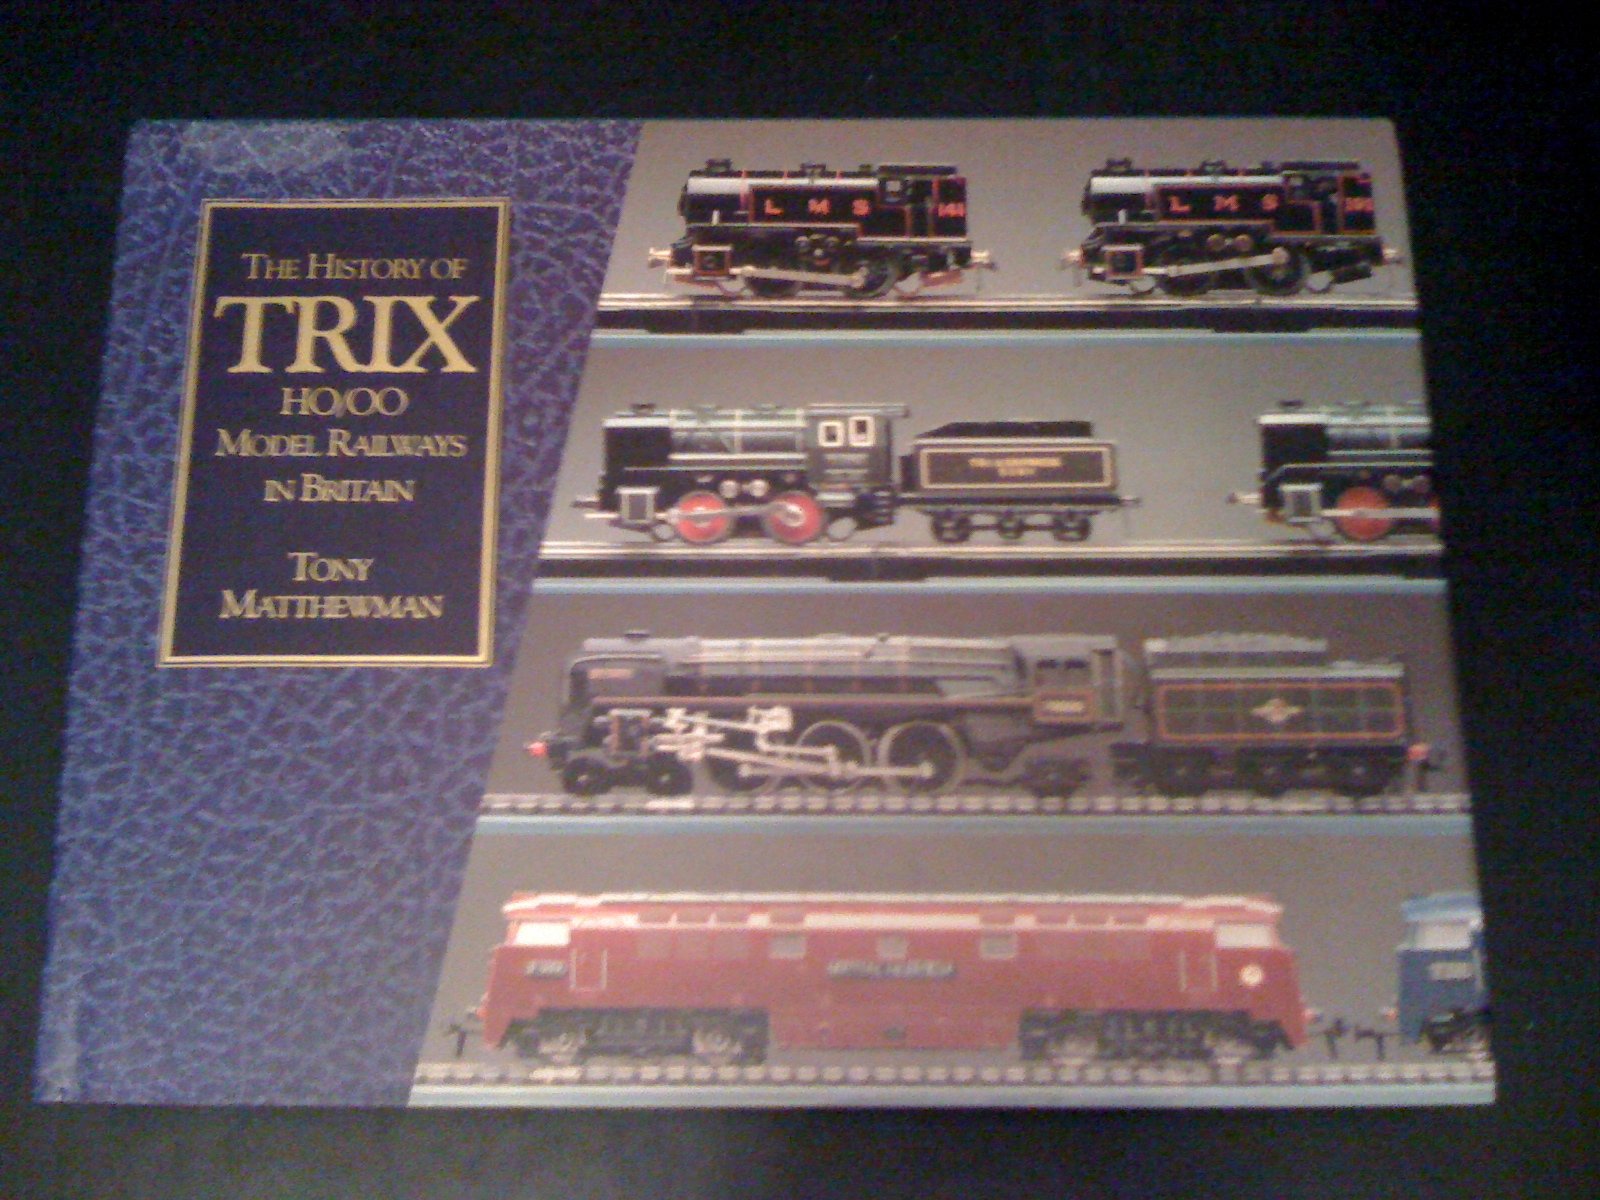 THE HISTORY OF
TRIX
HO/OO
MODEL RAILWAYS
IN BRITAIN
TONY
MATTHEWMAN
L M S
L M S